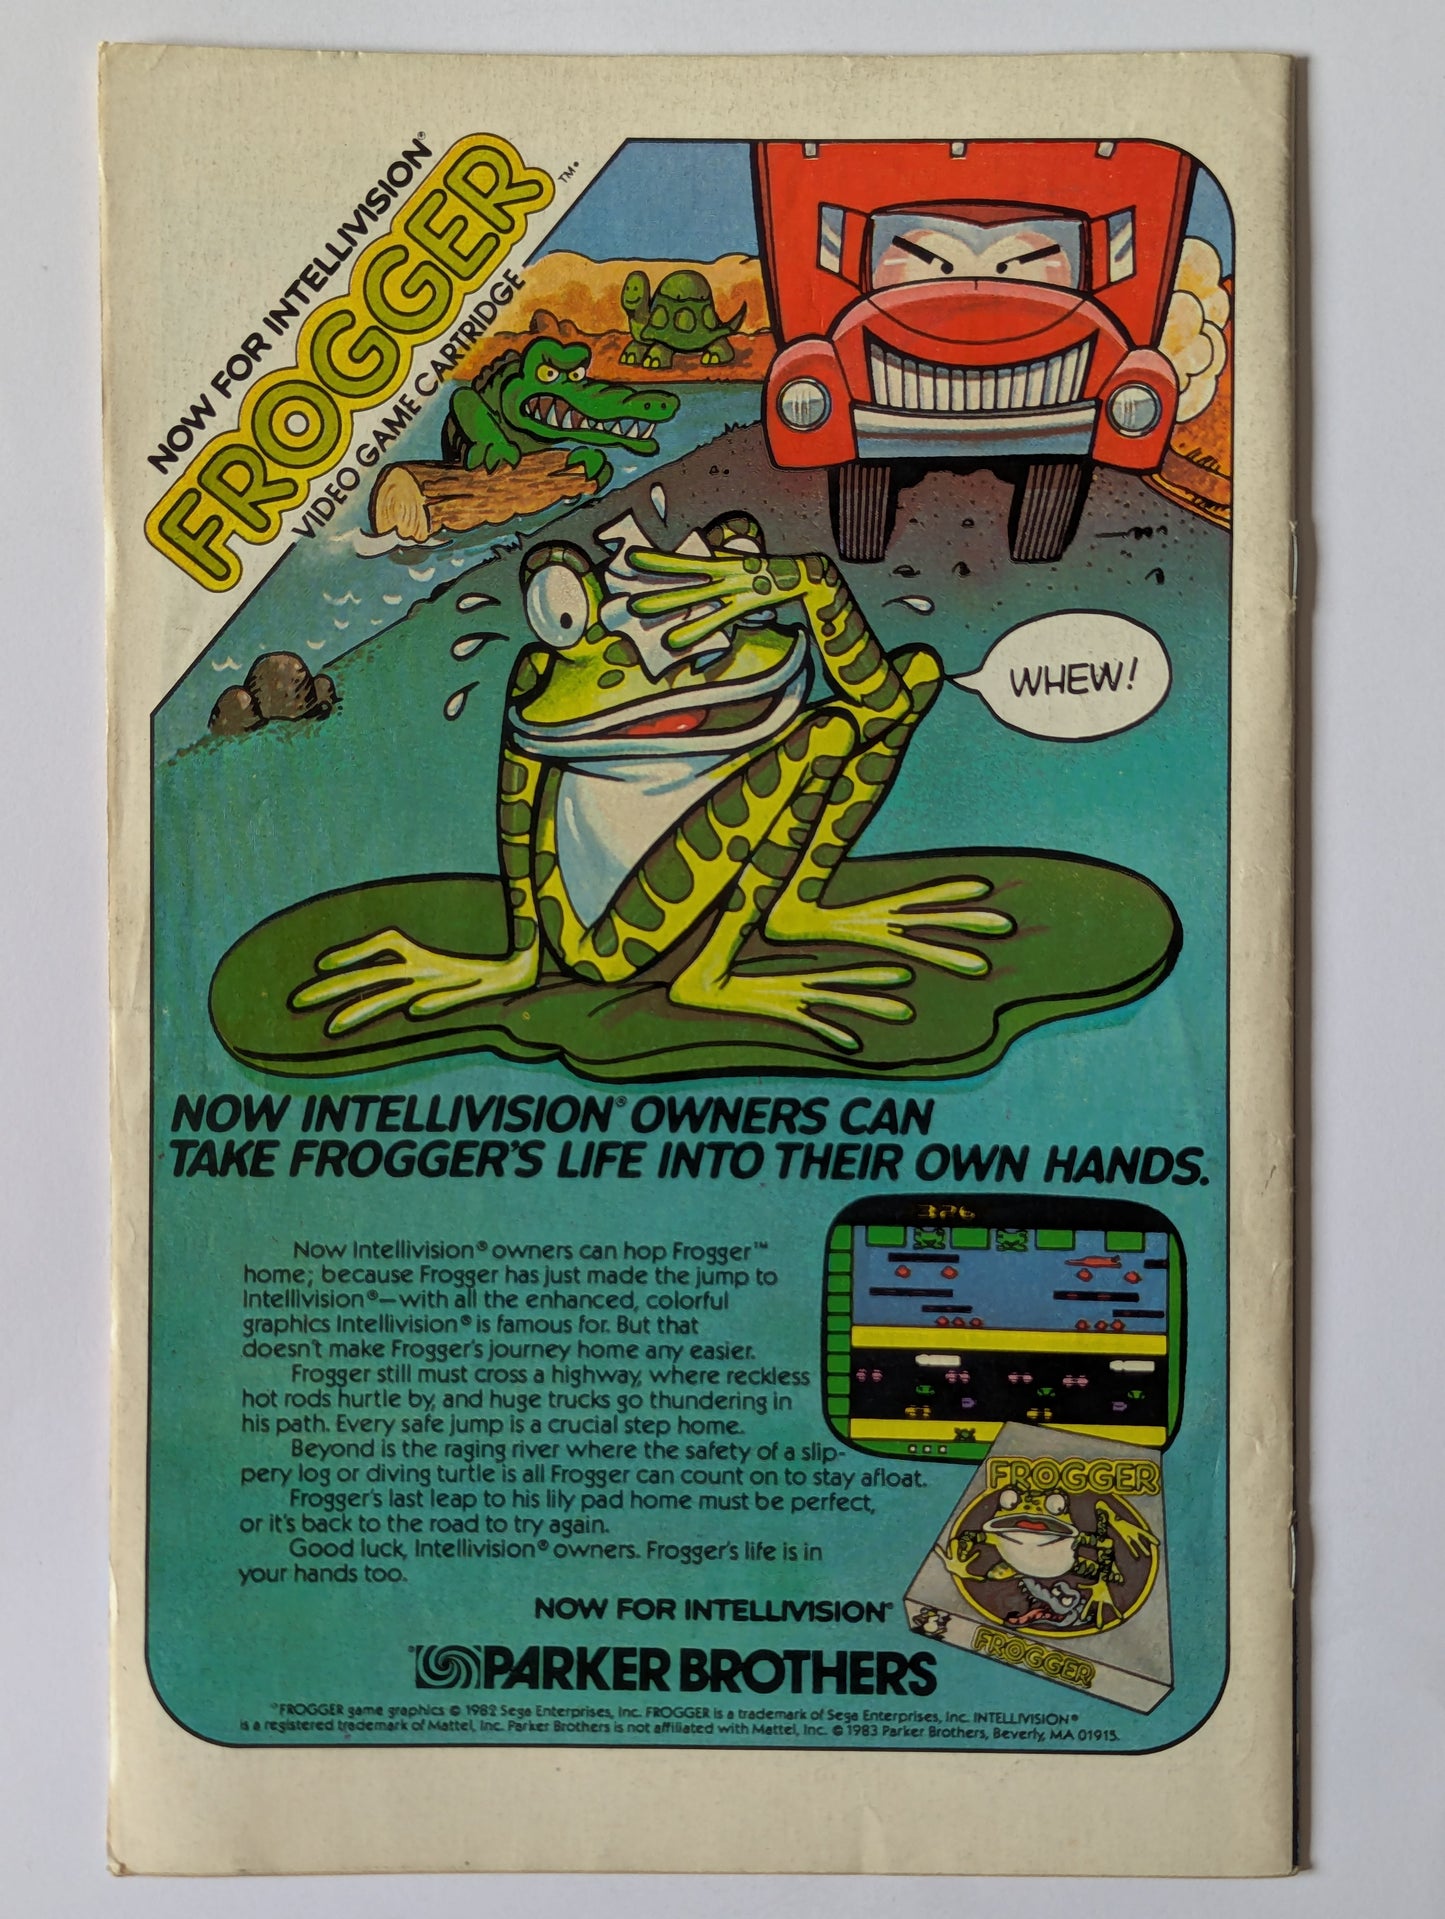 NOW FOR INTELLIVISION®
FROGGER™*
VIDEO GAME CARTRIDGE
WHEW!
NOW INTELLIVISION® OWNERS CAN
TAKE FROGGER'S LIFE INTO THEIR OWN HANDS.
326
Now Intellivision® owners can hop Frogger™
home; because Frogger has just made the jump to
Intelllvision®—with all the enhanced, colorful
graphics Intellivision® is famous for. But that
doesn't make Frogger's journey home any easier.
Frogger still must cross a highway, where reckless
hot rods hurtle by, and huge trucks go thundering in
his path. Every safe jump is a crucial step home.
Beyond is the raging river where the safety of a slip-
pery log or diving turtle is all Frogger can count on to stay afloat.
Frogger's last leap to his lily pad home must be perfect,
or it's back to the road to try again.
Good luck, Intellivision® owners. Frogger's life is in
your hands too.
FROGGER
FROGGER
NOW FOR INTELLIVISION®
PARKER BROTHERS
*FROGGER game graphics © 1982 Sega Enterprises, Inc. FROGGER is a trademark of Sega Enterprises, Inc. INTELLIVISION®
is a registered trademark of Mattel, Inc. Parker Brothers is not affiliated with Mattel, Inc. © 1983 Parker Brothers, Beverly, MA 01915.